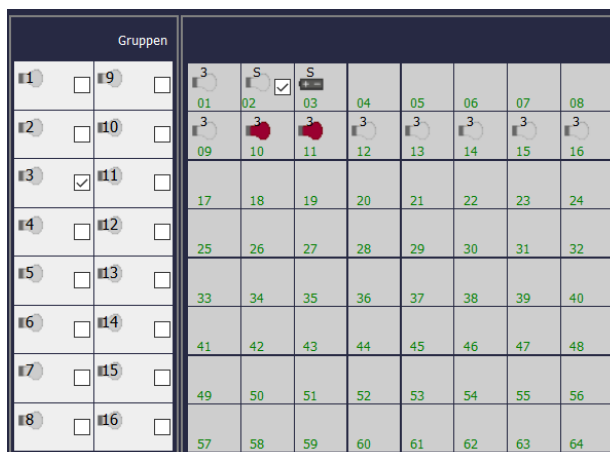 Gruppen
1 9
2 10
3 11
4 12
5 13
6 14
7 15
8 16
3 S S
01 02 03 04 05 06 07 08
3 3 3 3 3 3 3 3
09 10 11 12 13 14 15 16
17 18 19 20 21 22 23 24
25 26 27 28 29 30 31 32
33 34 35 36 37 38 39 40
41 42 43 44 45 46 47 48
49 50 51 52 53 54 55 56
57 58 59 60 61 62 63 64